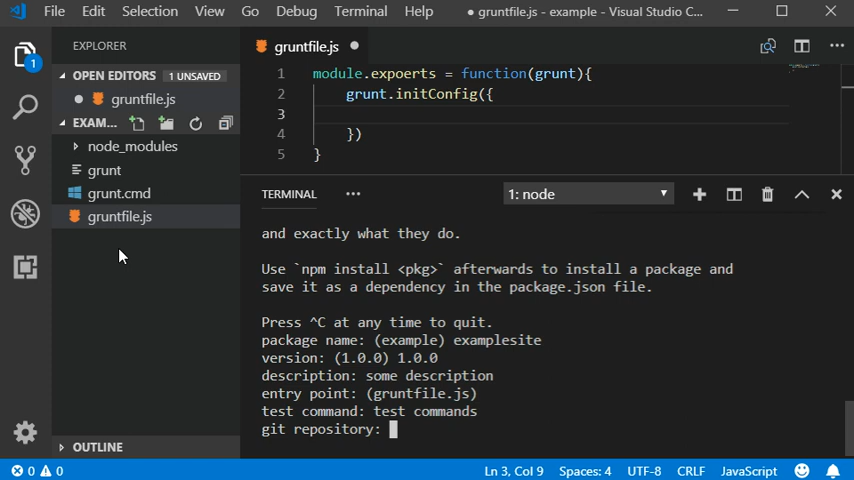 File Edit Selection View Go Debug Terminal Help ● gruntfile.js - example - Visual Studio C...
EXPLORER
OPEN EDITORS 1 UNSAVED
gruntfile.js
EXAM...
node_modules
grunt
grunt.cmd
gruntfile.js
OUTLINE
gruntfile.js
1 module.expoerts = function(grunt){
2 grunt.initConfig({
3
4 })
5 }
TERMINAL ... 1: node
and exactly what they do.
Use `npm install <pkg>` afterwards to install a package and
save it as a dependency in the package.json file.
Press ^C at any time to quit.
package name: (example) examplesite
version: (1.0.0) 1.0.0
description: some description
entry point: (gruntfile.js)
test command: test commands
git repository:
1
0 0 Ln 3, Col 9 Spaces: 4 UTF-8 CRLF JavaScript